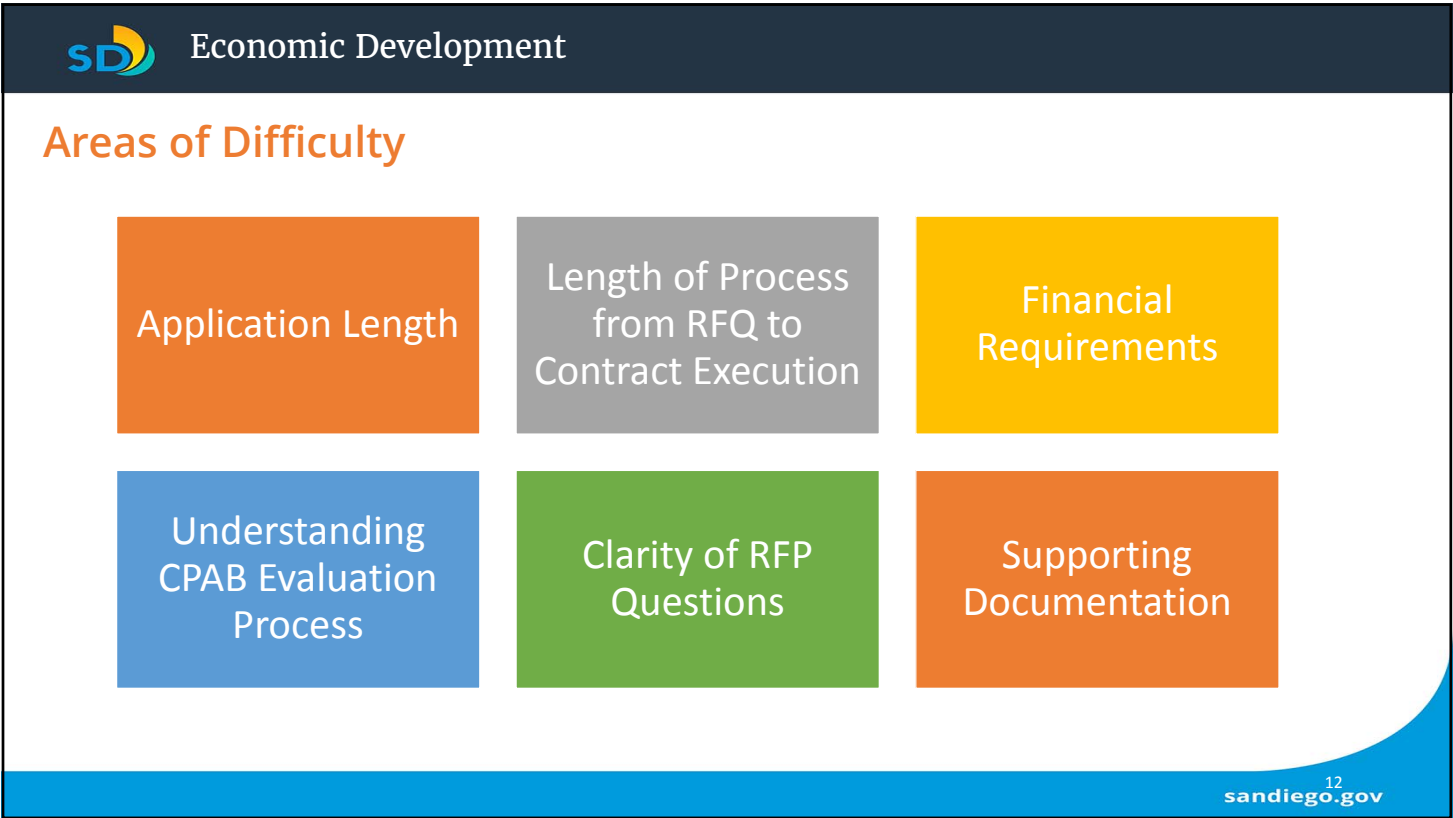 SD
Economic Development
Areas of Difficulty
Application Length
Length of Process
from RFQ to
Contract Execution
Financial
Requirements
Understanding
CPAB Evaluation
Process
Clarity of RFP
Questions
Supporting
Documentation
12
sandiego.gov